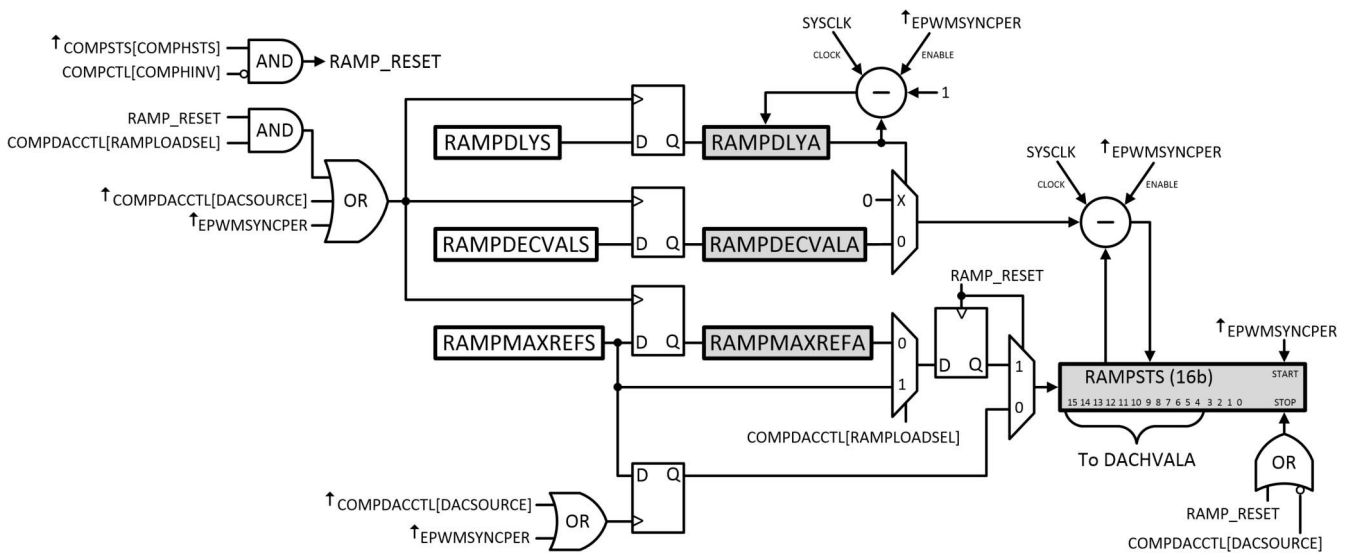 SYSCLK
↑EPWMSYNCPER
CLOCK
ENABLE
↑COMPSTS[COMPHSTS]
COMPCTL[COMPHINV]
AND
RAMP_RESET
−
1
RAMP_RESET
COMPDACCTL[RAMPLOADSEL]
AND
RAMPDLYS
D Q
RAMPDLYA
SYSCLK
↑EPWMSYNCPER
CLOCK
ENABLE
↑COMPDACCTL[DACSOURCE]
↑EPWMSYNCPER
OR
0
X
0
−
RAMPDECVALS
D Q
RAMPDECVALA
RAMP_RESET
RAMPMAXREFS
D Q
RAMPMAXREFA
0
1
D Q
1
0
COMPDACCTL[RAMPLOADSEL]
↑EPWMSYNCPER
RAMPSTS (16b)
START
15 14 13 12 11 10 9 8 7 6 5 4 3 2 1 0
STOP
To DACHVALA
OR
RAMP_RESET
COMPDACCTL[DACSOURCE]
D Q
↑COMPDACCTL[DACSOURCE]
↑EPWMSYNCPER
OR